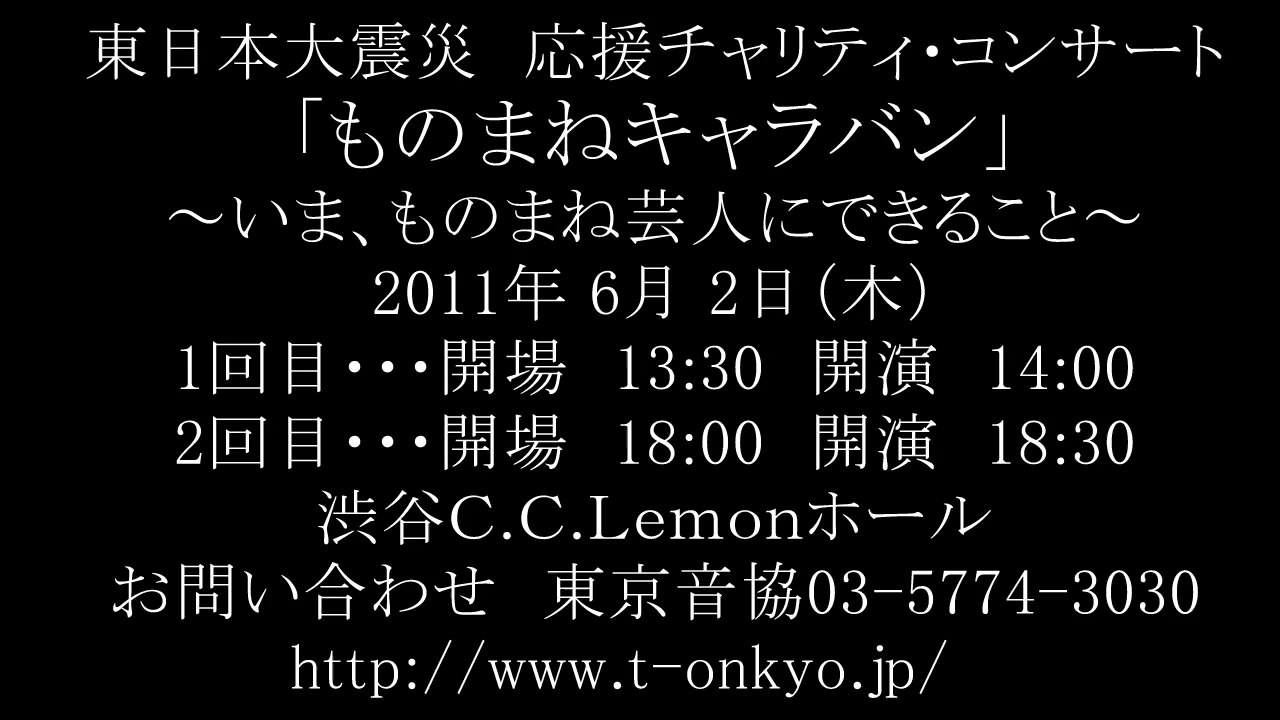 東日本大震災　応援チャリティ・コンサート
「ものまねキャラバン」
～いま、ものまね芸人にできること～
2011年 6月 2日（木）
1回目・・・開場　13:30　開演　14:00
2回目・・・開場　18:00　開演　18:30
渋谷C.C.Lemonホール
お問い合わせ　東京音協03-5774-3030
http://www.t-onkyo.jp/